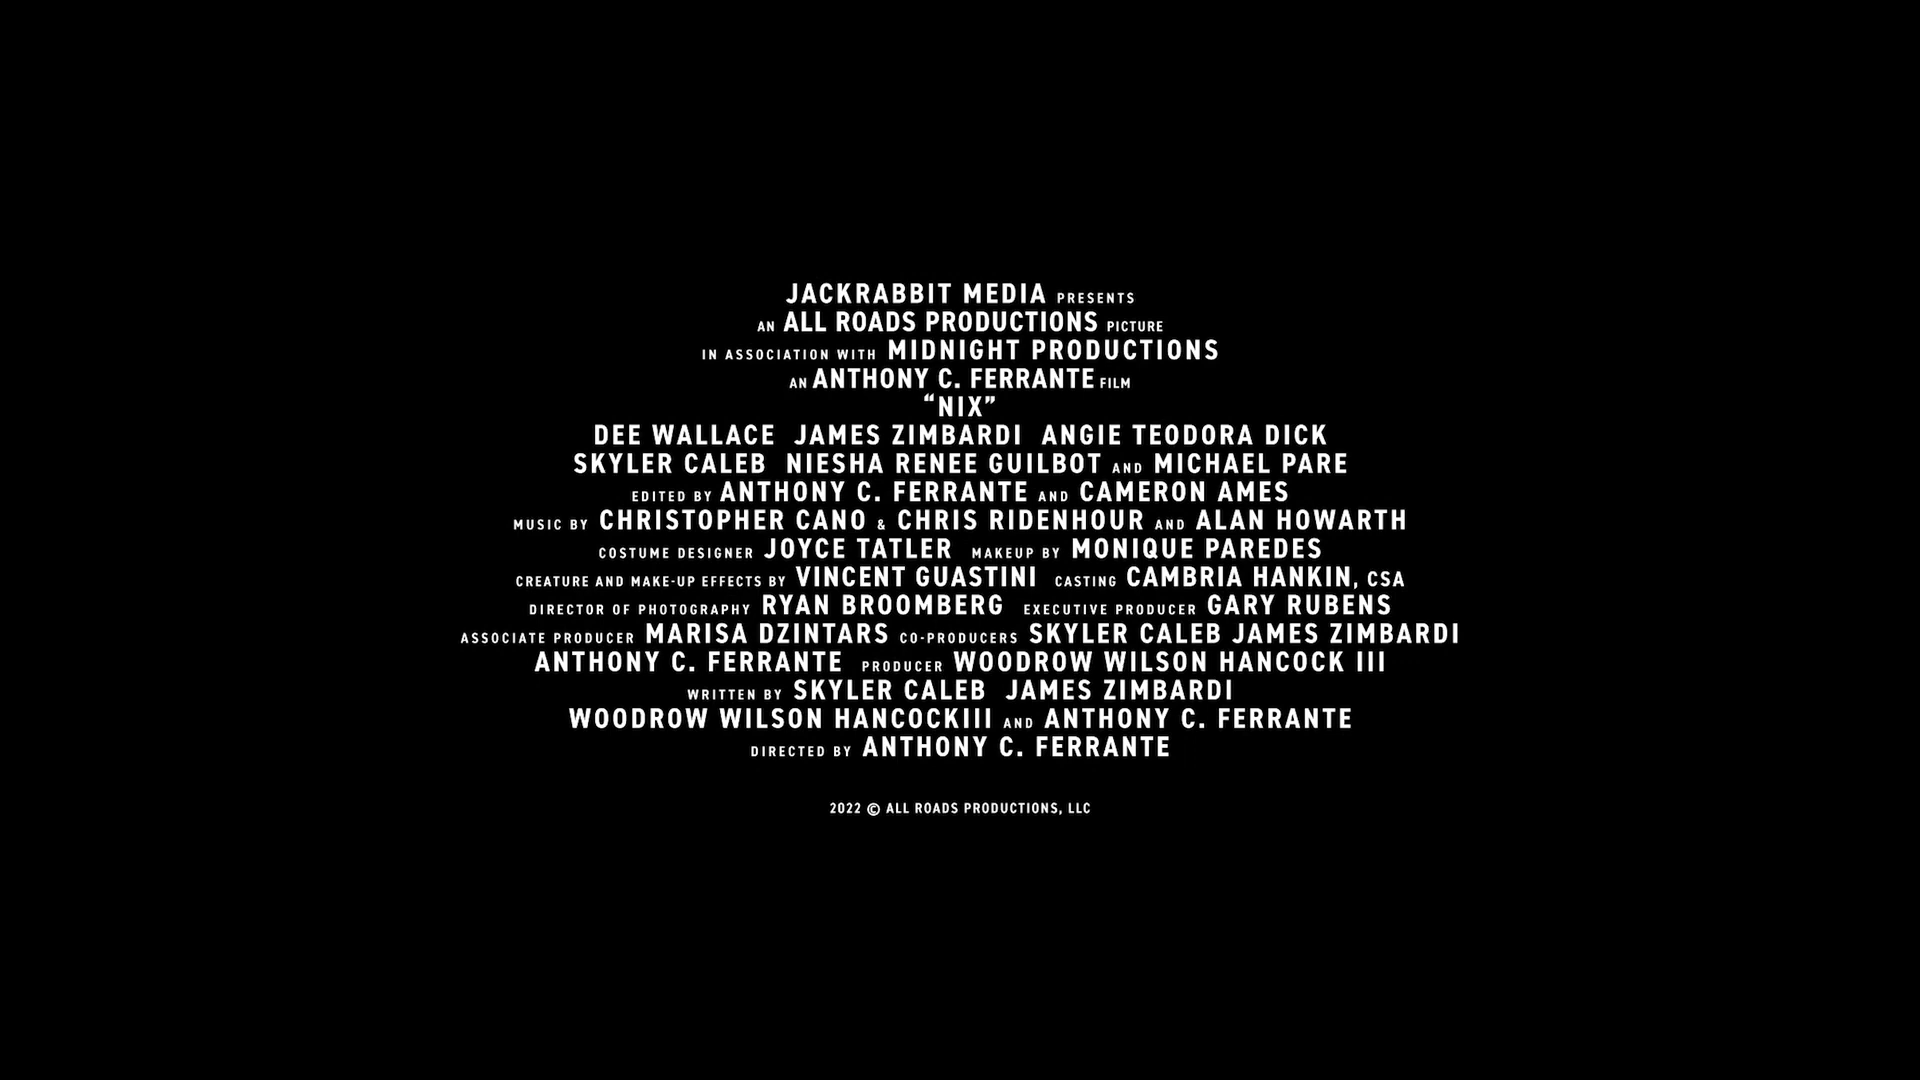 JACKRABBIT MEDIA PRESENTS
AN ALL ROADS PRODUCTIONS PICTURE
IN ASSOCIATION WITH MIDNIGHT PRODUCTIONS
AN ANTHONY C. FERRANTE FILM
“NIX”
DEE WALLACE JAMES ZIMBARDI ANGIE TEODORA DICK
SKYLER CALEB NIESHA RENEE GUILBOT AND MICHAEL PARE
EDITED BY ANTHONY C. FERRANTE AND CAMERON AMES
MUSIC BY CHRISTOPHER CANO & CHRIS RIDENHOUR AND ALAN HOWARTH
COSTUME DESIGNER JOYCE TATLER MAKEUP BY MONIQUE PAREDES
CREATURE AND MAKE-UP EFFECTS BY VINCENT GUASTINI CASTING CAMBRIA HANKIN, CSA
DIRECTOR OF PHOTOGRAPHY RYAN BROOMBERG EXECUTIVE PRODUCER GARY RUBENS
ASSOCIATE PRODUCER MARISA DZINTARS CO-PRODUCERS SKYLER CALEB JAMES ZIMBARDI
ANTHONY C. FERRANTE PRODUCER WOODROW WILSON HANCOCK III
WRITTEN BY SKYLER CALEB JAMES ZIMBARDI
WOODROW WILSON HANCOCKIII AND ANTHONY C. FERRANTE
DIRECTED BY ANTHONY C. FERRANTE
2022 © ALL ROADS PRODUCTIONS, LLC